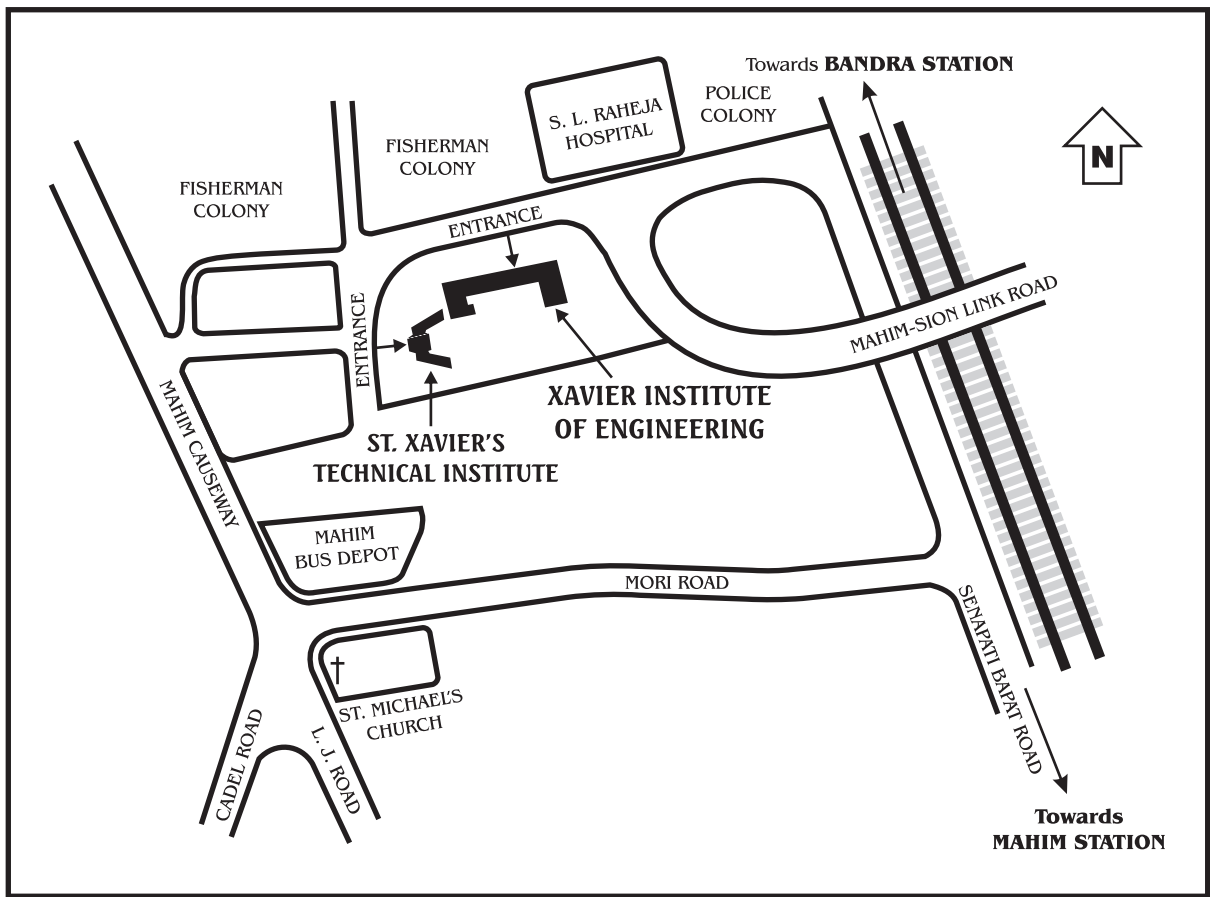 Towards BANDRA STATION
POLICE
COLONY
S. L. RAHEJA
HOSPITAL
N
FISHERMAN
COLONY
FISHERMAN
COLONY
ENTRANCE
ENTRANCE
MAHIM-SION LINK ROAD
XAVIER INSTITUTE
OF ENGINEERING
ST. XAVIER'S
TECHNICAL INSTITUTE
MAHIM CAUSEWAY
MAHIM
BUS DEPOT
MORI ROAD
SENAPATI BAPAT ROAD
ST. MICHAEL'S
CHURCH
CADEL ROAD
L. J. ROAD
Towards
MAHIM STATION